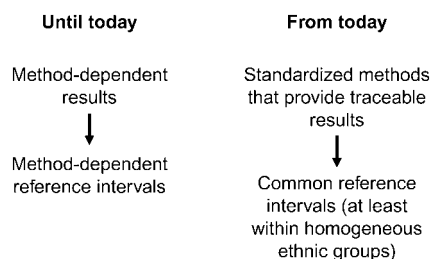 Until today
Method-dependent
results
Method-dependent
reference intervals
From today
Standardized methods
that provide traceable
results
Common reference
intervals (at least
within homogeneous
ethnic groups)